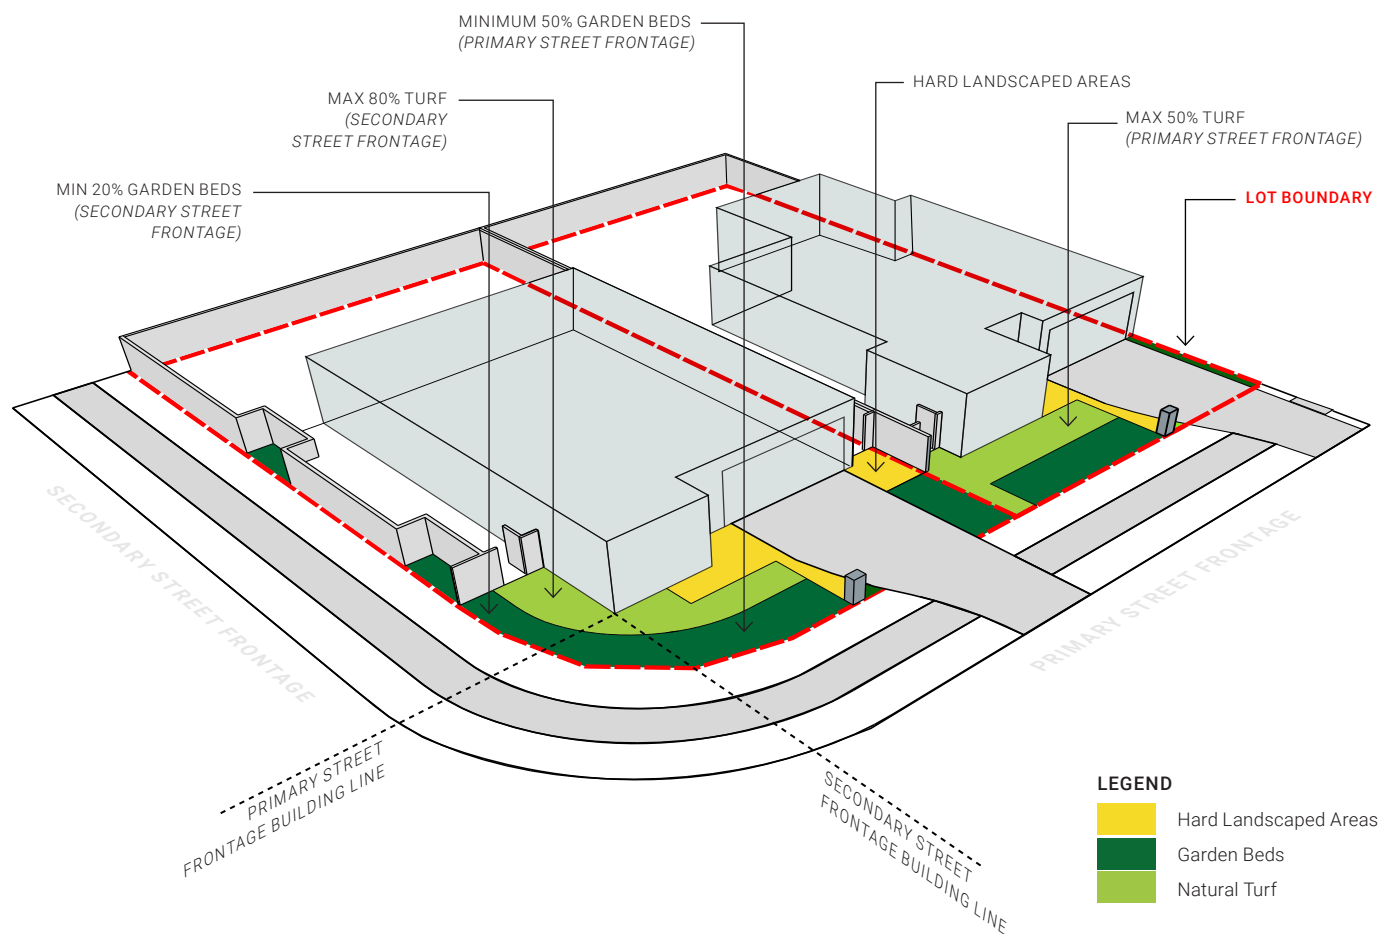 MINIMUM 50% GARDEN BEDS
(PRIMARY STREET FRONTAGE)
HARD LANDSCAPED AREAS
MAX 80% TURF
(SECONDARY
STREET FRONTAGE)
MAX 50% TURF
(PRIMARY STREET FRONTAGE)
MIN 20% GARDEN BEDS
(SECONDARY STREET
FRONTAGE)
LOT BOUNDARY
SECONDARY STREET FRONTAGE
PRIMARY STREET FRONTAGE
PRIMARY STREET
FRONTAGE BUILDING LINE
SECONDARY STREET
FRONTAGE BUILDING LINE
LEGEND
Hard Landscaped Areas
Garden Beds
Natural Turf